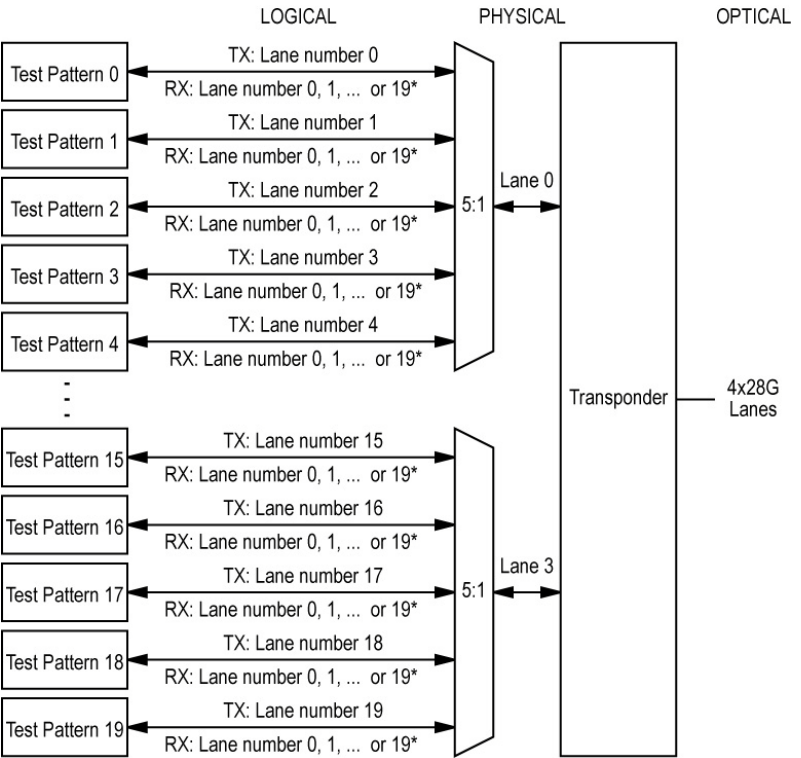 LOGICAL PHYSICAL OPTICAL
TX: Lane number 0
Test Pattern 0
RX: Lane number 0, 1, ... or 19*
TX: Lane number 1
Test Pattern 1
RX: Lane number 0, 1, ... or 19*
TX: Lane number 2
Test Pattern 2
RX: Lane number 0, 1, ... or 19*
TX: Lane number 3
Test Pattern 3
RX: Lane number 0, 1, ... or 19*
TX: Lane number 4
Test Pattern 4
RX: Lane number 0, 1, ... or 19*
5:1
Lane 0
TX: Lane number 15
Test Pattern 15
RX: Lane number 0, 1, ... or 19*
TX: Lane number 16
Test Pattern 16
RX: Lane number 0, 1, ... or 19*
TX: Lane number 17
Test Pattern 17
RX: Lane number 0, 1, ... or 19*
TX: Lane number 18
Test Pattern 18
RX: Lane number 0, 1, ... or 19*
TX: Lane number 19
Test Pattern 19
RX: Lane number 0, 1, ... or 19*
5:1
Lane 3
Transponder
4x28G
Lanes